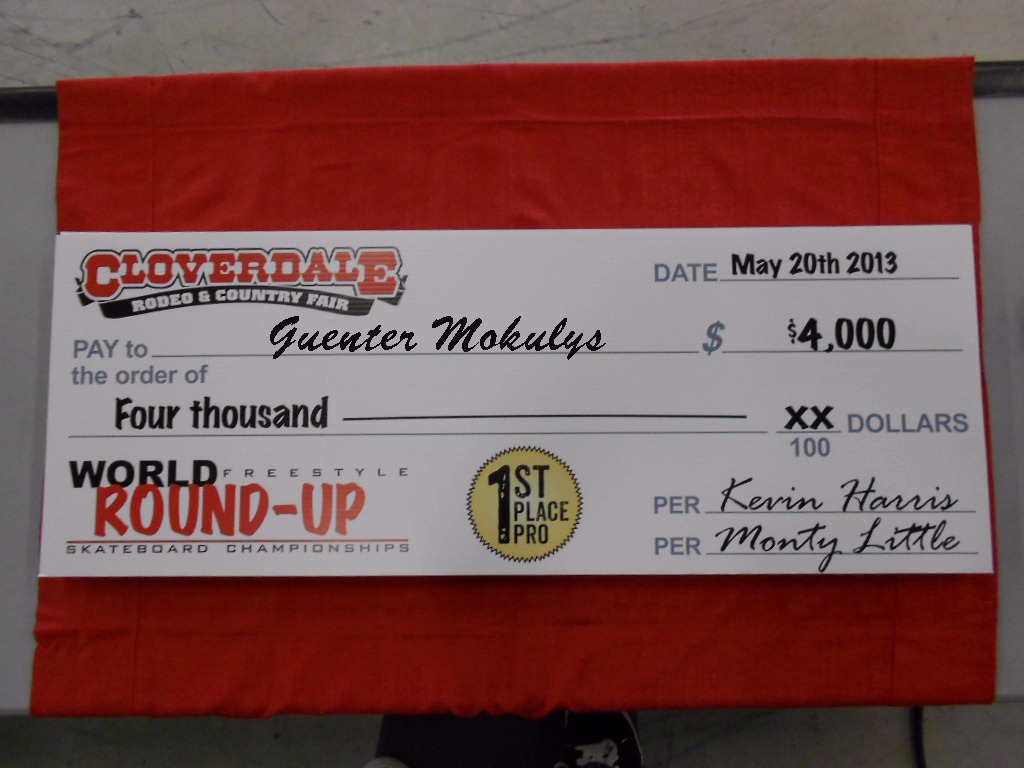 CLOVERDALE
RODEO & COUNTRY FAIR
DATE May 20th 2013
PAY to Guenter Mokulys $ $4,000
the order of
Four thousand XX DOLLARS
100
WORLD FREESTYLE
ROUND-UP
SKATEBOARD CHAMPIONSHIPS
1ST
PLACE
PRO
PER Kevin Harris
PER Monty Little